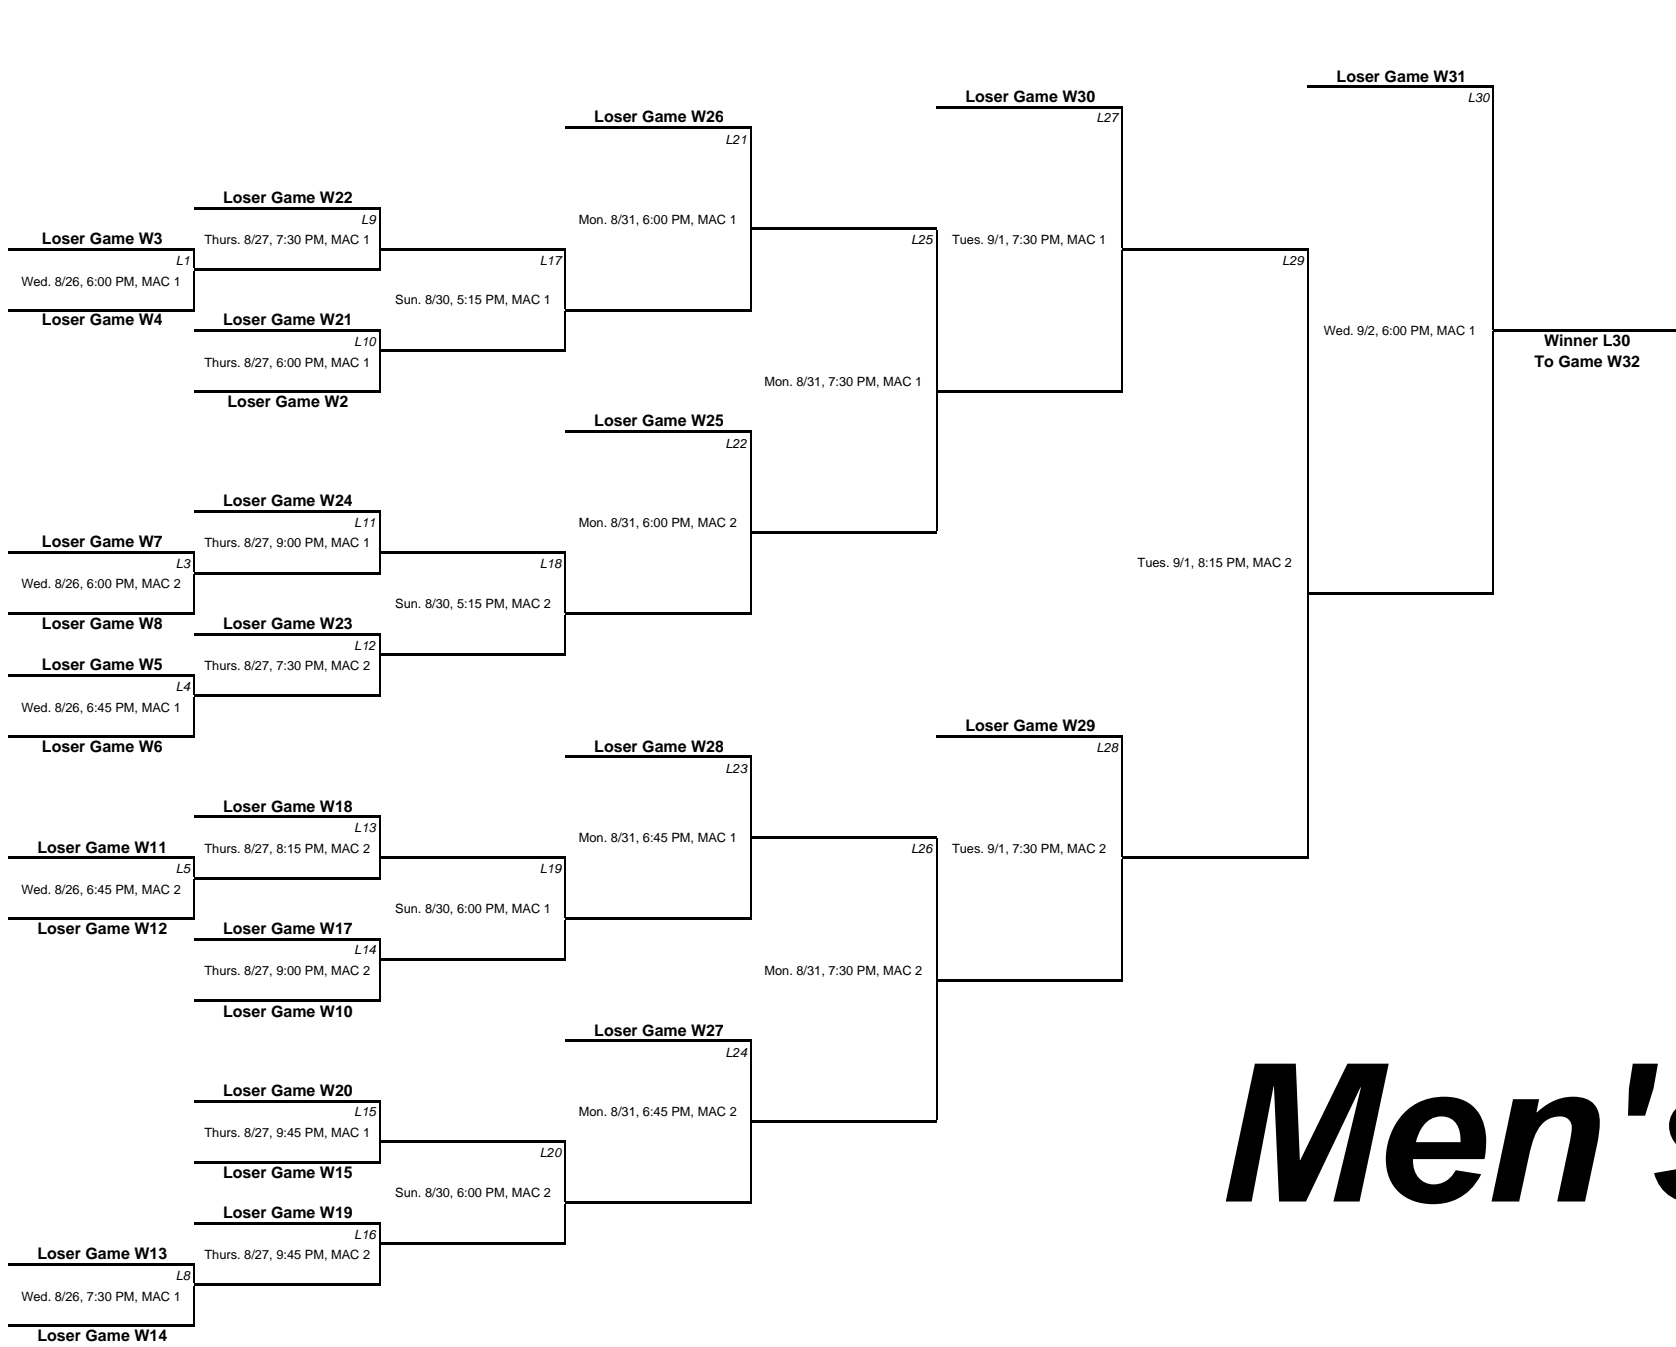 Loser Game W31
L30
Loser Game W30
L27
Loser Game W26
L21
Loser Game W22
L9
Mon. 8/31, 6:00 PM, MAC 1
Loser Game W3
Thurs. 8/27, 7:30 PM, MAC 1
L25
Tues. 9/1, 7:30 PM, MAC 1
L1
L17
L29
Wed. 8/26, 6:00 PM, MAC 1
Sun. 8/30, 5:15 PM, MAC 1
Loser Game W4
Loser Game W21
Wed. 9/2, 6:00 PM, MAC 1
L10
Winner L30
To Game W32
Thurs. 8/27, 6:00 PM, MAC 1
Mon. 8/31, 7:30 PM, MAC 1
Loser Game W2
Loser Game W25
L22
Loser Game W24
L11
Mon. 8/31, 6:00 PM, MAC 2
Loser Game W7
Thurs. 8/27, 9:00 PM, MAC 1
L3
L18
Tues. 9/1, 8:15 PM, MAC 2
Wed. 8/26, 6:00 PM, MAC 2
Sun. 8/30, 5:15 PM, MAC 2
Loser Game W8
Loser Game W23
L12
Loser Game W5
Thurs. 8/27, 7:30 PM, MAC 2
L4
Wed. 8/26, 6:45 PM, MAC 1
Loser Game W29
Loser Game W6
Loser Game W28
L28
L23
Loser Game W18
L13
Mon. 8/31, 6:45 PM, MAC 1
Loser Game W11
Thurs. 8/27, 8:15 PM, MAC 2
L26
Tues. 9/1, 7:30 PM, MAC 2
L5
L19
Wed. 8/26, 6:45 PM, MAC 2
Sun. 8/30, 6:00 PM, MAC 1
Loser Game W12
Loser Game W17
L14
Thurs. 8/27, 9:00 PM, MAC 2
Mon. 8/31, 7:30 PM, MAC 2
Loser Game W10
Loser Game W27
L24
Loser Game W20
L15
Mon. 8/31, 6:45 PM, MAC 2
Thurs. 8/27, 9:45 PM, MAC 1
Men's
L20
Loser Game W15
Sun. 8/30, 6:00 PM, MAC 2
Loser Game W19
L16
Loser Game W13
Thurs. 8/27, 9:45 PM, MAC 2
L8
Wed. 8/26, 7:30 PM, MAC 1
Loser Game W14